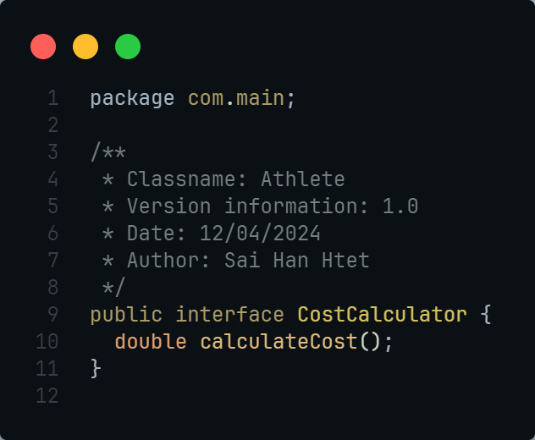 1 package com.main;
2
3 /**
4  * Classname: Athlete
5  * Version information: 1.0
6  * Date: 12/04/2024
7  * Author: Sai Han Htet
8  */
9 public interface CostCalculator {
10   double calculateCost();
11 }
12